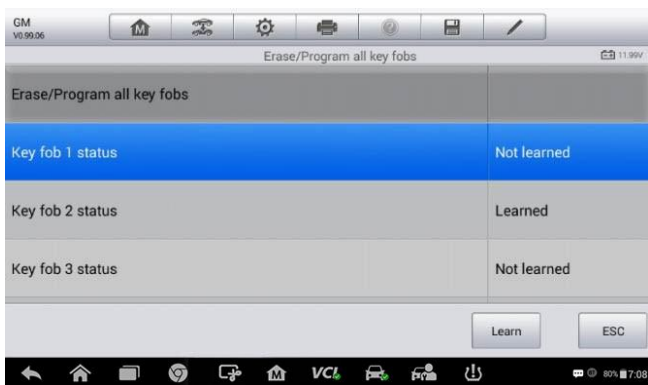 GM
V0.99.06
M
Erase/Program all key fobs
11.99V
Erase/Program all key fobs
Key fob 1 status Not learned
Key fob 2 status Learned
Key fob 3 status Not learned
Learn ESC
M VCI 80% 7:08